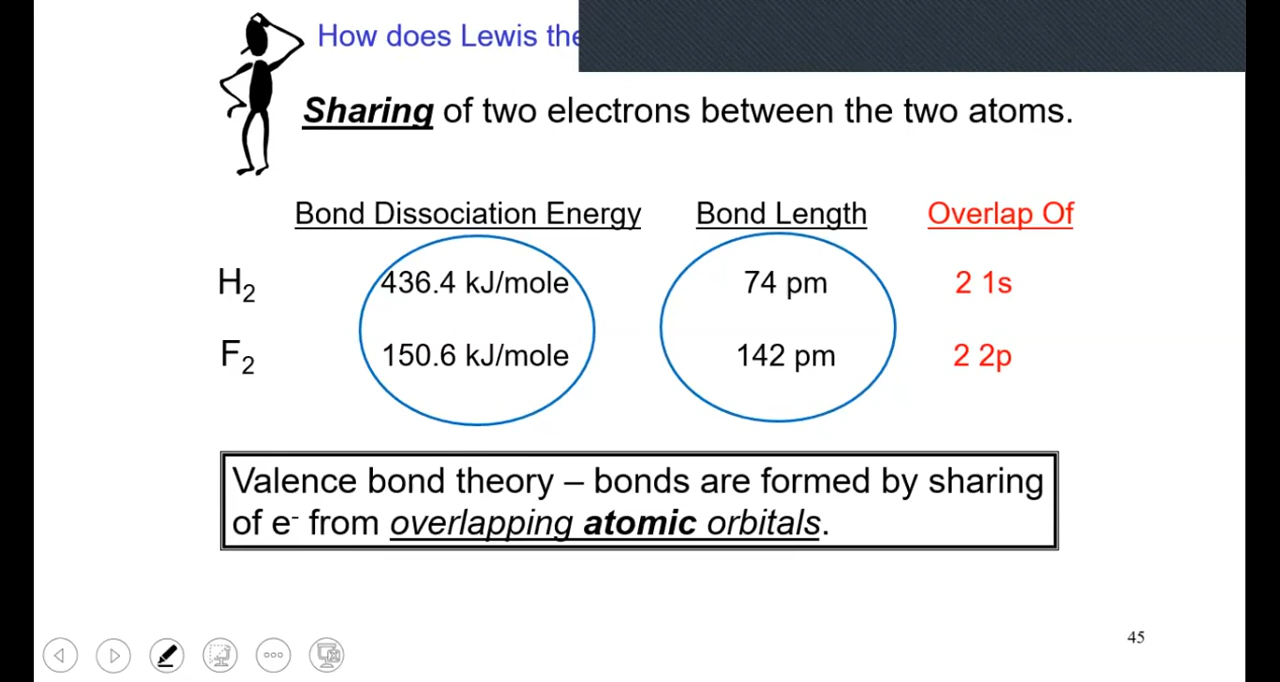 How does Lewis the
Sharing of two electrons between the two atoms.
Bond Dissociation Energy Bond Length Overlap Of
H₂ 436.4 kJ/mole 74 pm 2 1s
F₂ 150.6 kJ/mole 142 pm 2 2p
Valence bond theory – bonds are formed by sharing
of e⁻ from overlapping atomic orbitals.
45